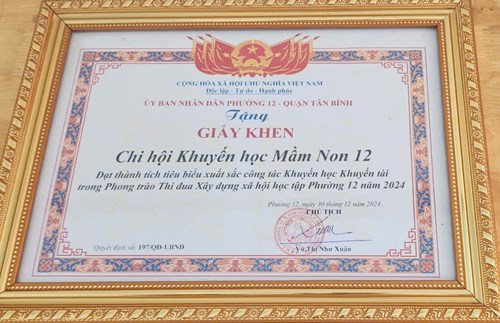 CỘNG HÒA XÃ HỘI CHỦ NGHĨA VIỆT NAM
Độc lập - Tự do - Hạnh phúc
ỦY BAN NHÂN DÂN PHƯỜNG 12 - QUẬN TÂN BÌNH
Tặng
GIẤY KHEN
Chi hội Khuyến học Mầm Non 12
Đạt thành tích tiêu biểu xuất sắc công tác Khuyến học Khuyến tài
trong Phong trào Thi đua Xây dựng xã hội học tập Phường 12 năm 2024
Phường 12, ngày 30 tháng 12 năm 2024
CHỦ TỊCH
Quyết định số: 197/QĐ-UBND
Vũ Thị Như Xuân